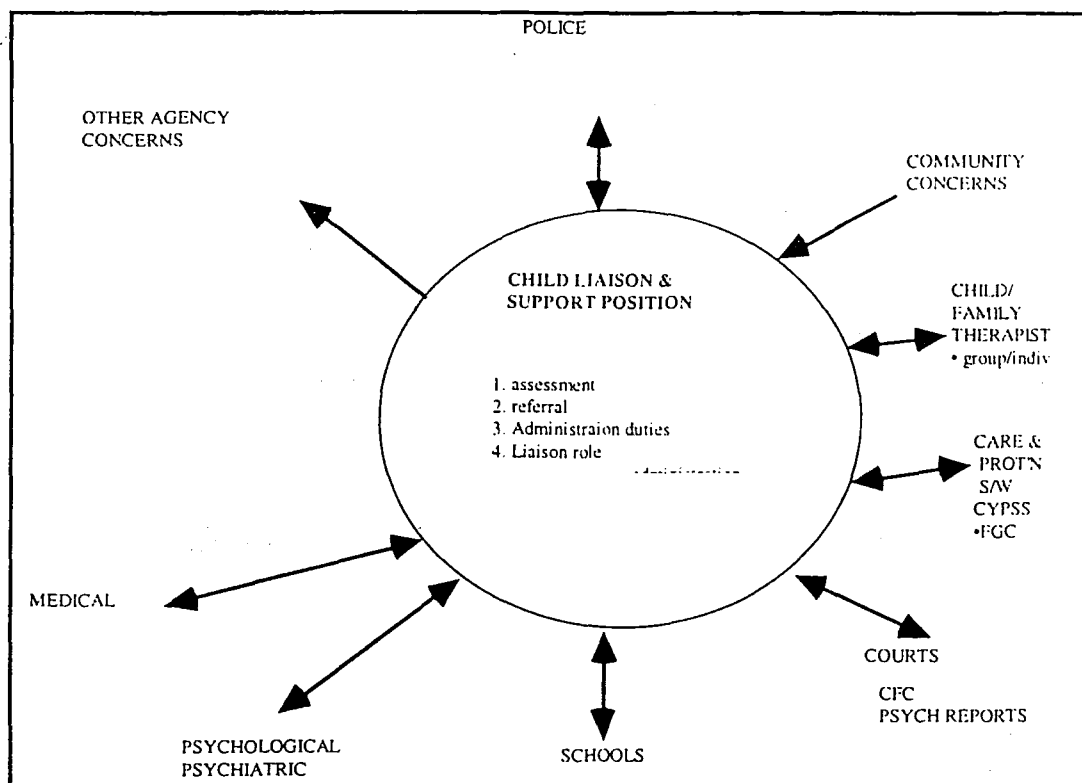 POLICE
OTHER AGENCY
CONCERNS
COMMUNITY
CONCERNS
CHILD LIAISON &
SUPPORT POSITION
1. assessment
2. referral
3. Administraion duties
4. Liaison role
CHILD/
FAMILY
THERAPIST
• group/indiv
CARE &
PROT'N
S/W
CYPSS
•FGC
MEDICAL
COURTS
CFC
PSYCH REPORTS
PSYCHOLOGICAL
PSYCHIATRIC
SCHOOLS